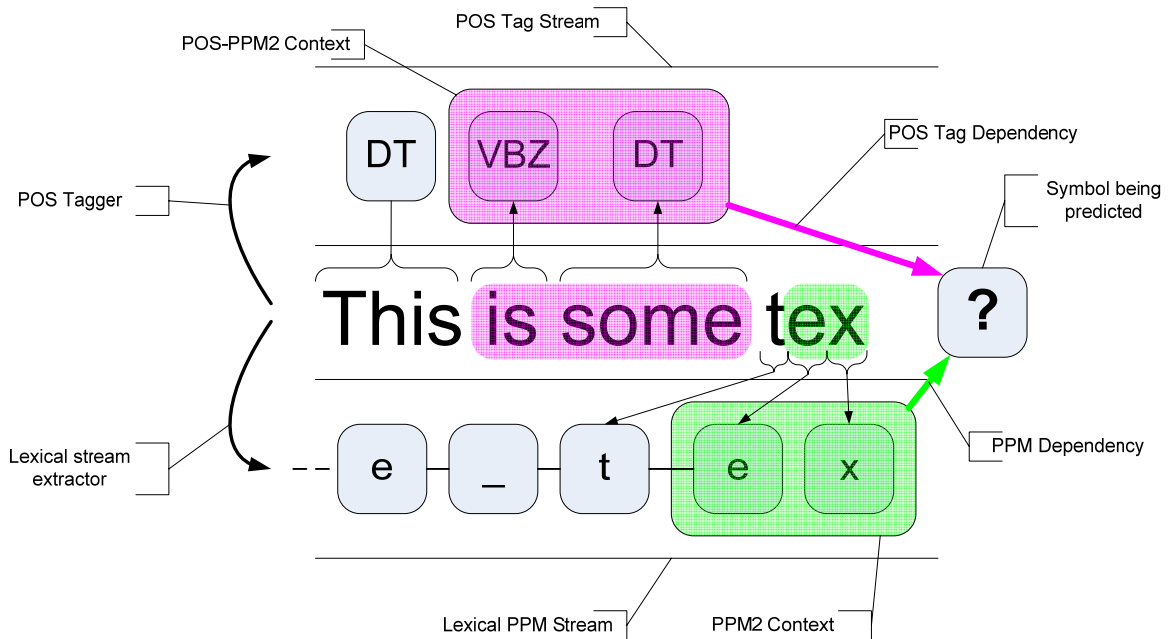 POS Tag Stream
POS-PPM2 Context
DT VBZ DT
POS Tag Dependency
POS Tagger
Symbol being
predicted
This is some tex
?
Lexical stream
extractor
e _ t e x
PPM Dependency
Lexical PPM Stream
PPM2 Context